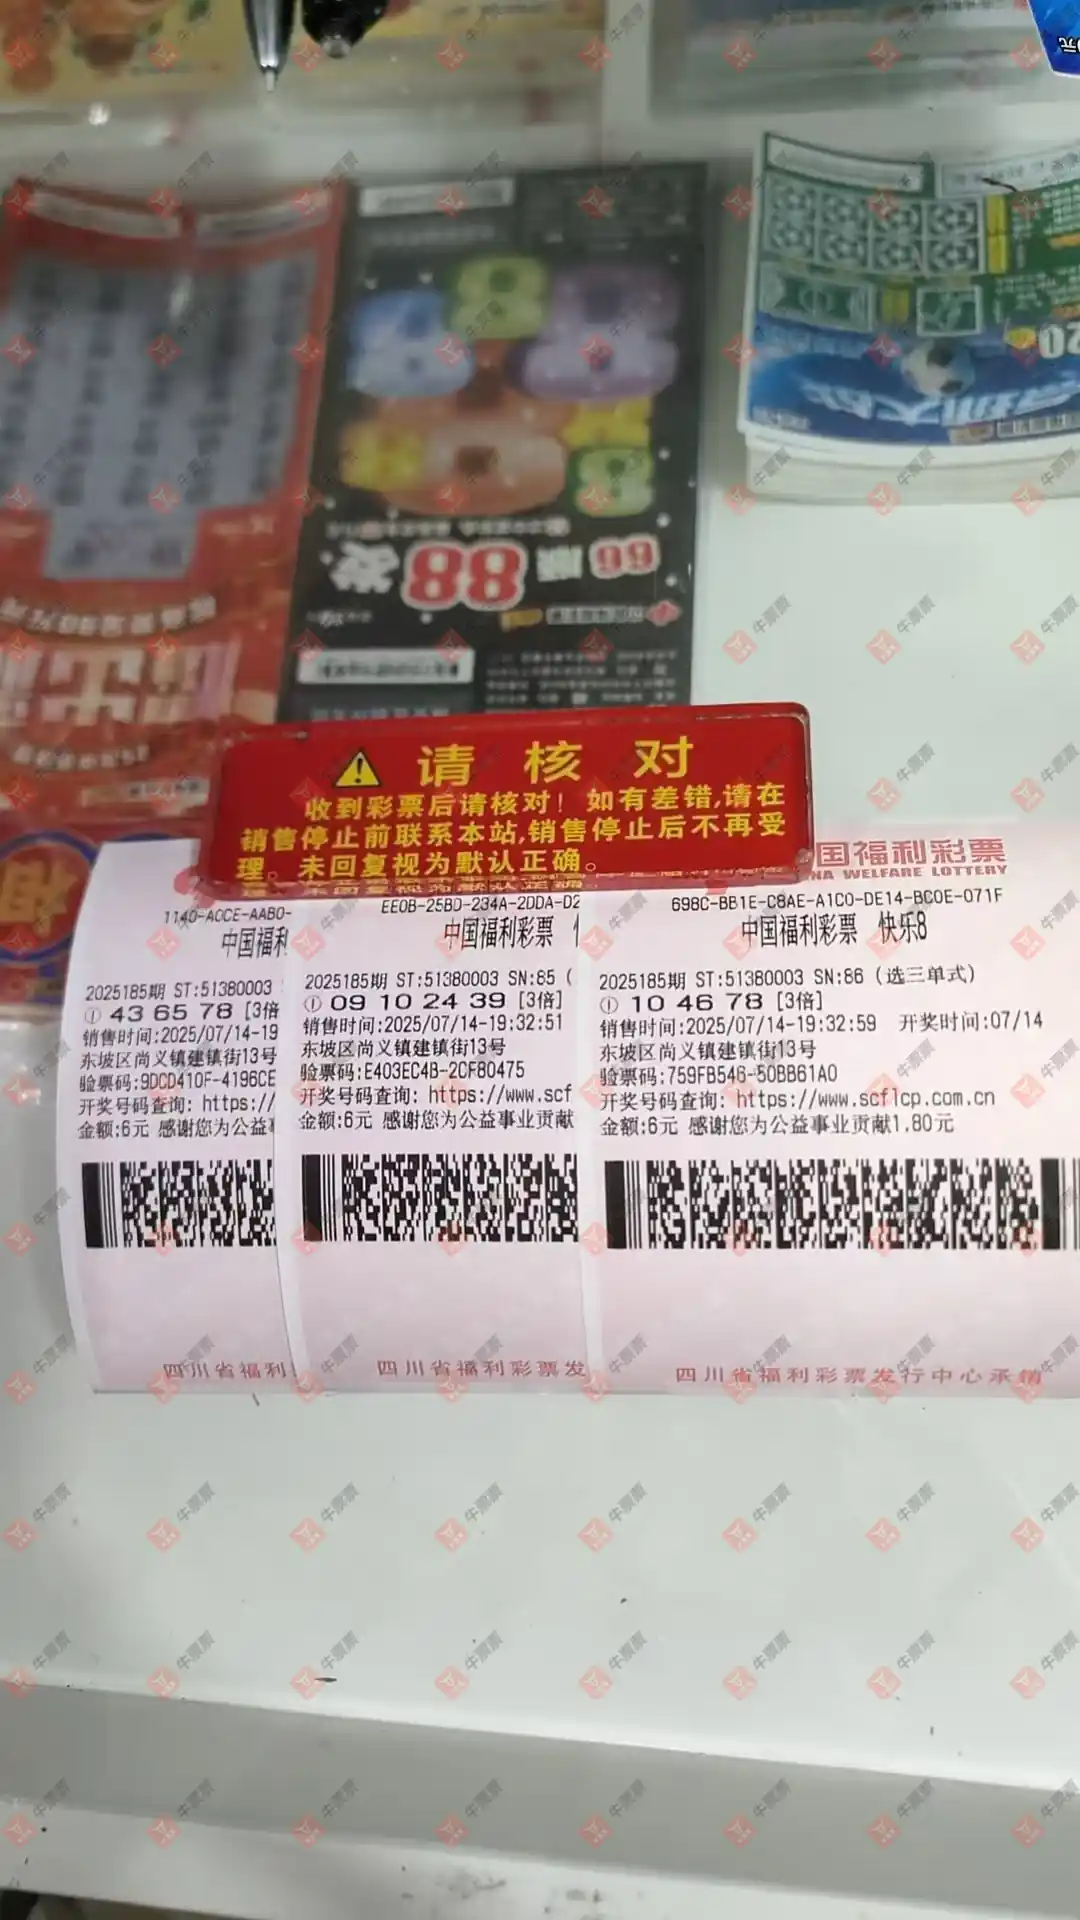 88发
66顺
20
请核对
收到彩票后请核对！如有差错,请在
销售停止前联系本站,销售停止后不再受
理。未回复视为默认正确。
1140-A0CE-AAB0-
中国福利
2025185期 ST:51380003
① 43 65 78 [3倍
销售时间:2025/07/14-19
东坡区尚义镇建镇街13号
验票码:9DCD410F-4196CE
开奖号码查询: https://
金额:6元 感谢您为公益事
四川省福利
EE0B-25BD-234A-2DDA-D2
中国福利彩票
2025185期 ST:51380003 SN:85 (
① 09 10 24 39 [3倍]
销售时间:2025/07/14-19:32:51
东坡区尚义镇建镇街13号
验票码:E403EC4B-2CF80475
开奖号码查询: https://www.scf
金额:6元 感谢您为公益事业贡献
四川省福利彩票发
国福利彩票
NA WELFARE LOTTERY
698C-BB1E-C8AE-A1C0-DE14-BC0E-071F
中国福利彩票 快乐8
2025185期 ST:51380003 SN:86 (选三单式)
① 10 46 78 [3倍]
销售时间:2025/07/14-19:32:59 开奖时间:07/14
东坡区尚义镇建镇街13号
验票码:759FB546-50BB61A0
开奖号码查询: https://www.scflcp.com.cn
金额:6元 感谢您为公益事业贡献1.80元
四川省福利彩票发行中心承销
牛票票